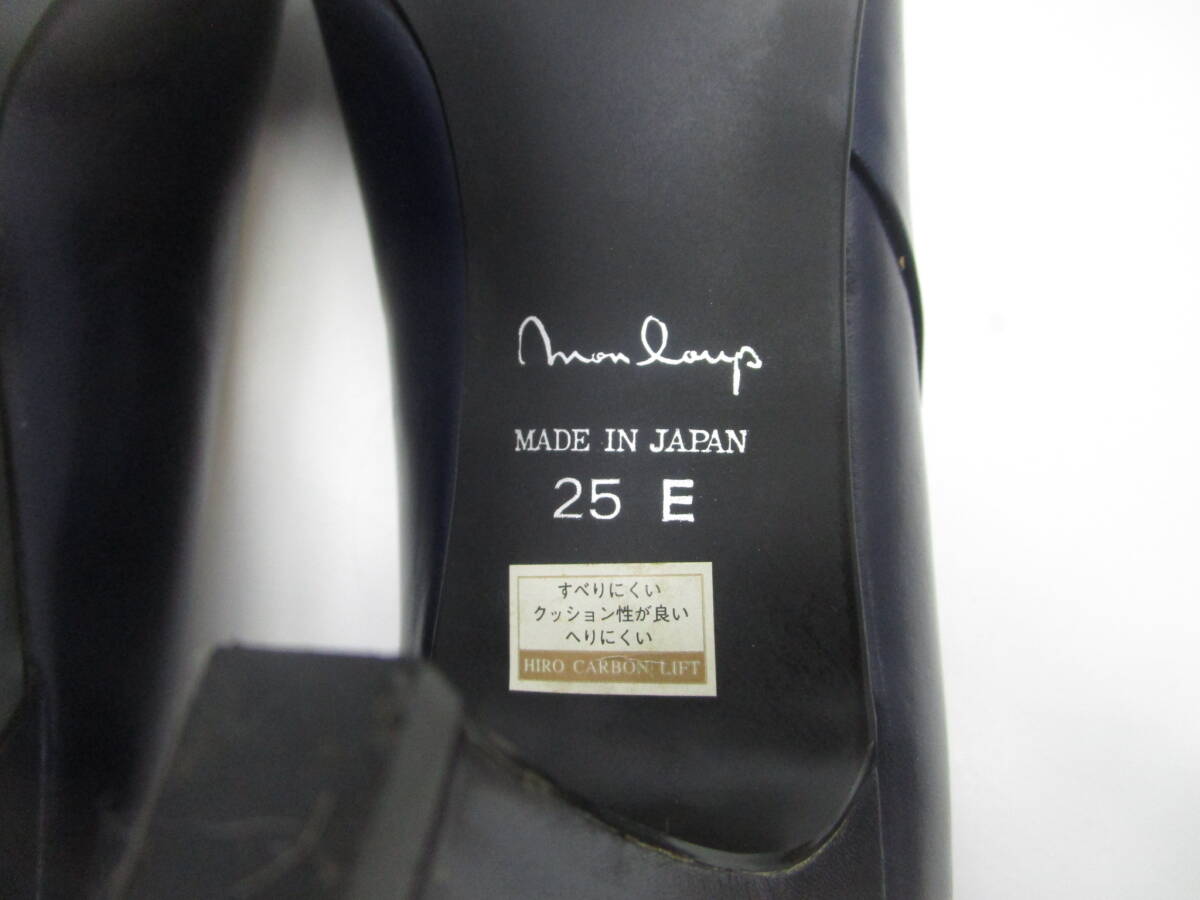 Mon loup
MADE IN JAPAN
25 E
すべりにくい
クッション性が良い
へりにくい
HIRO CARBON LIFT